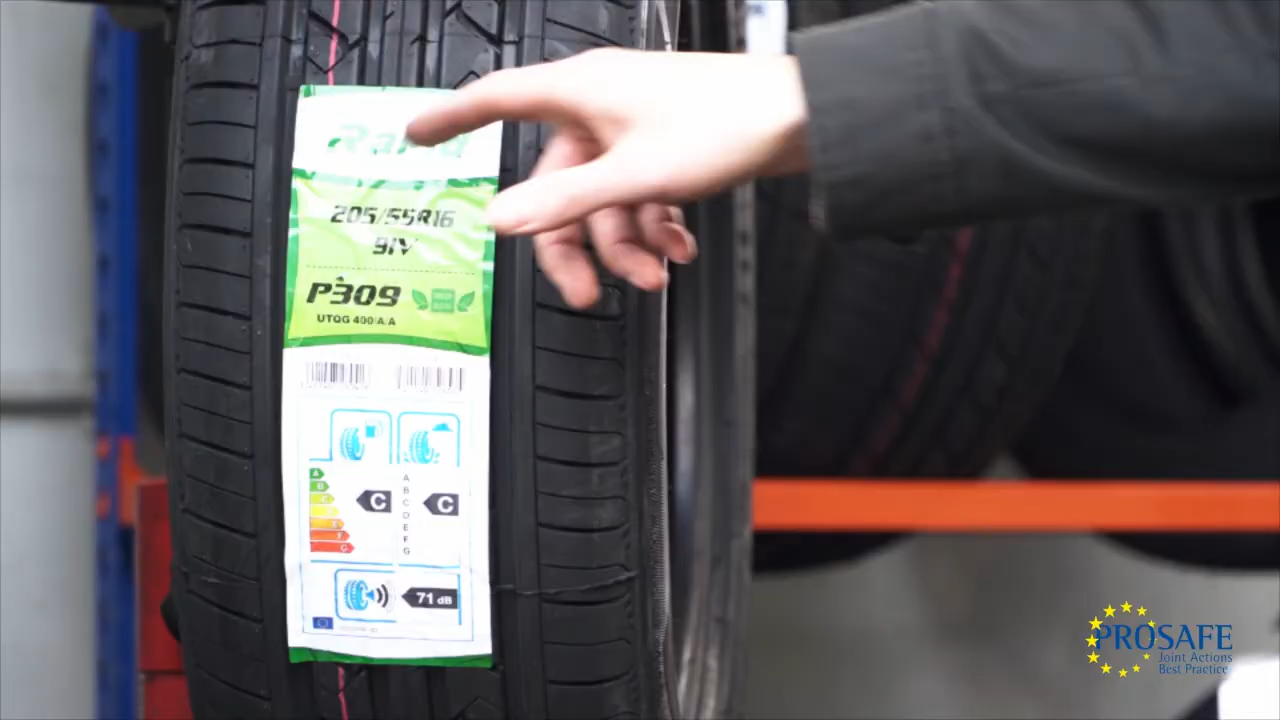 205/55R16
91V
P309
UTQG 400/A/A
A
B
C
D
E
F
G
A
B
C
E
F
G
C
C
71 dB
PROSAFE
Joint Actions
Best Practice